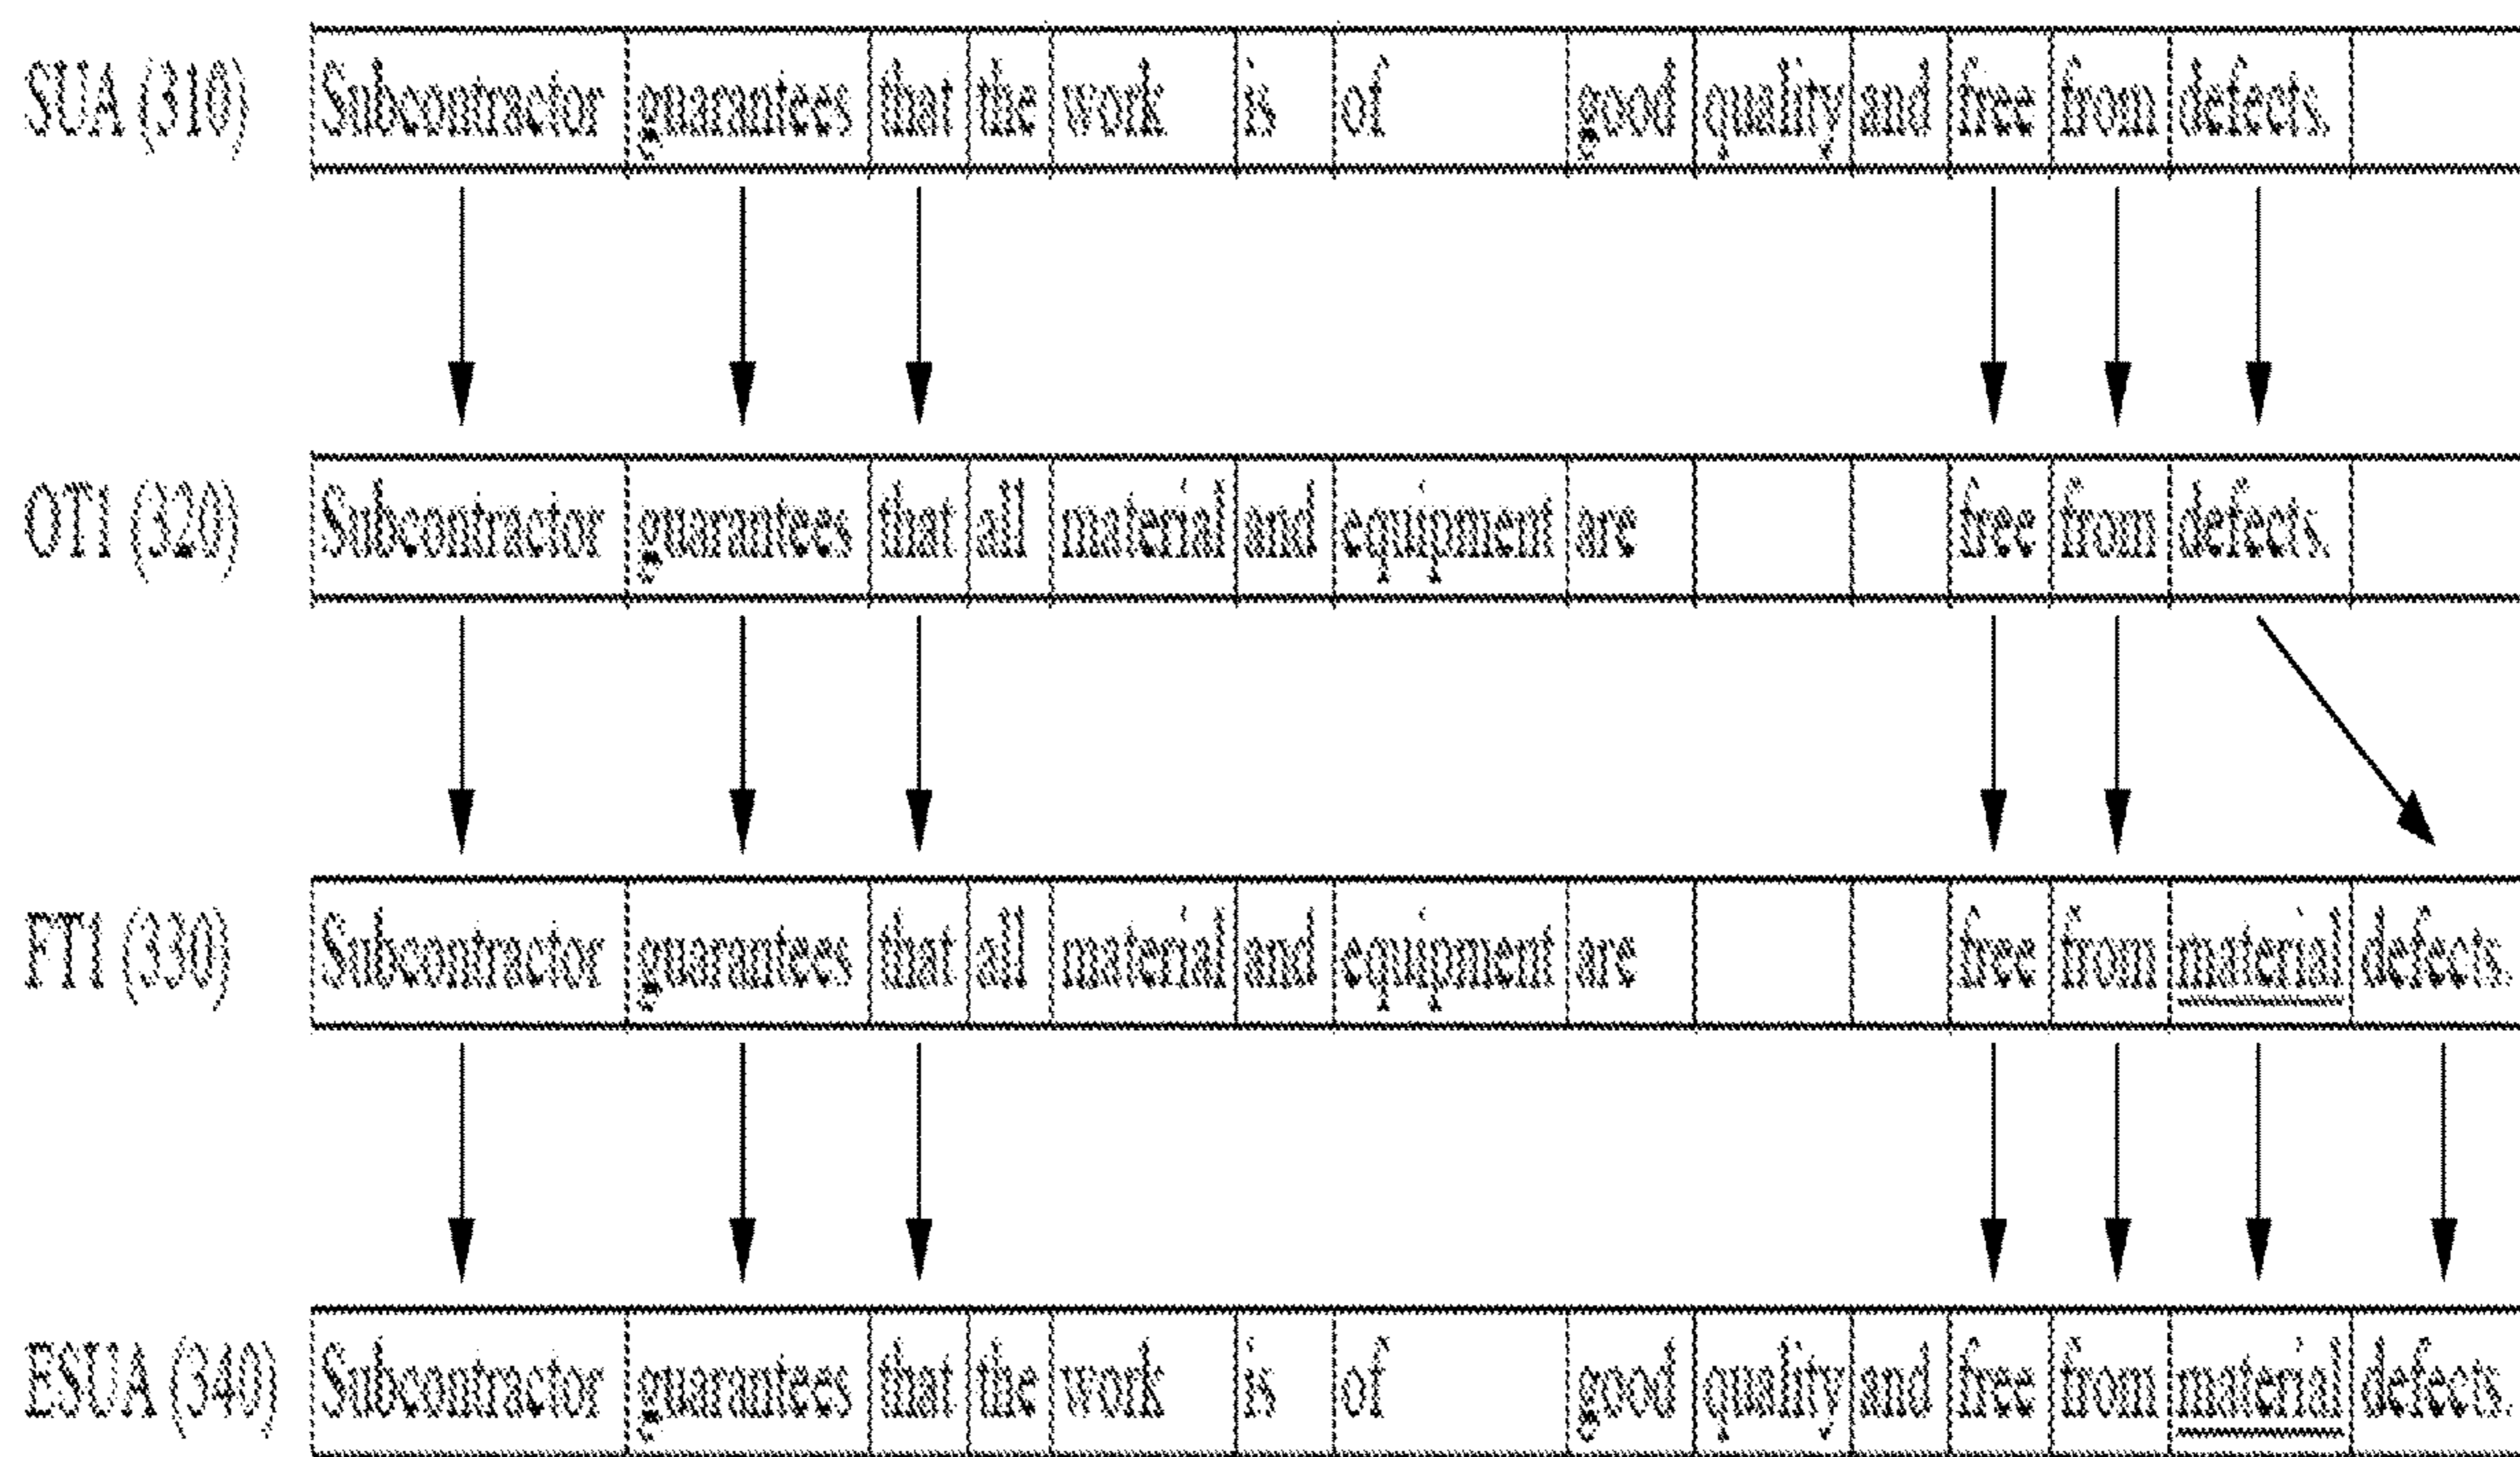 SUA (310) Subcontractor guarantees that the work is of good quality and free from defects.
OT1 (320) Subcontractor guarantees that all material and equipment are free from defects.
FT1 (330) Subcontractor guarantees that all material and equipment are free from material defects.
ESUA (340) Subcontractor guarantees that the work is of good quality and free from material defects.